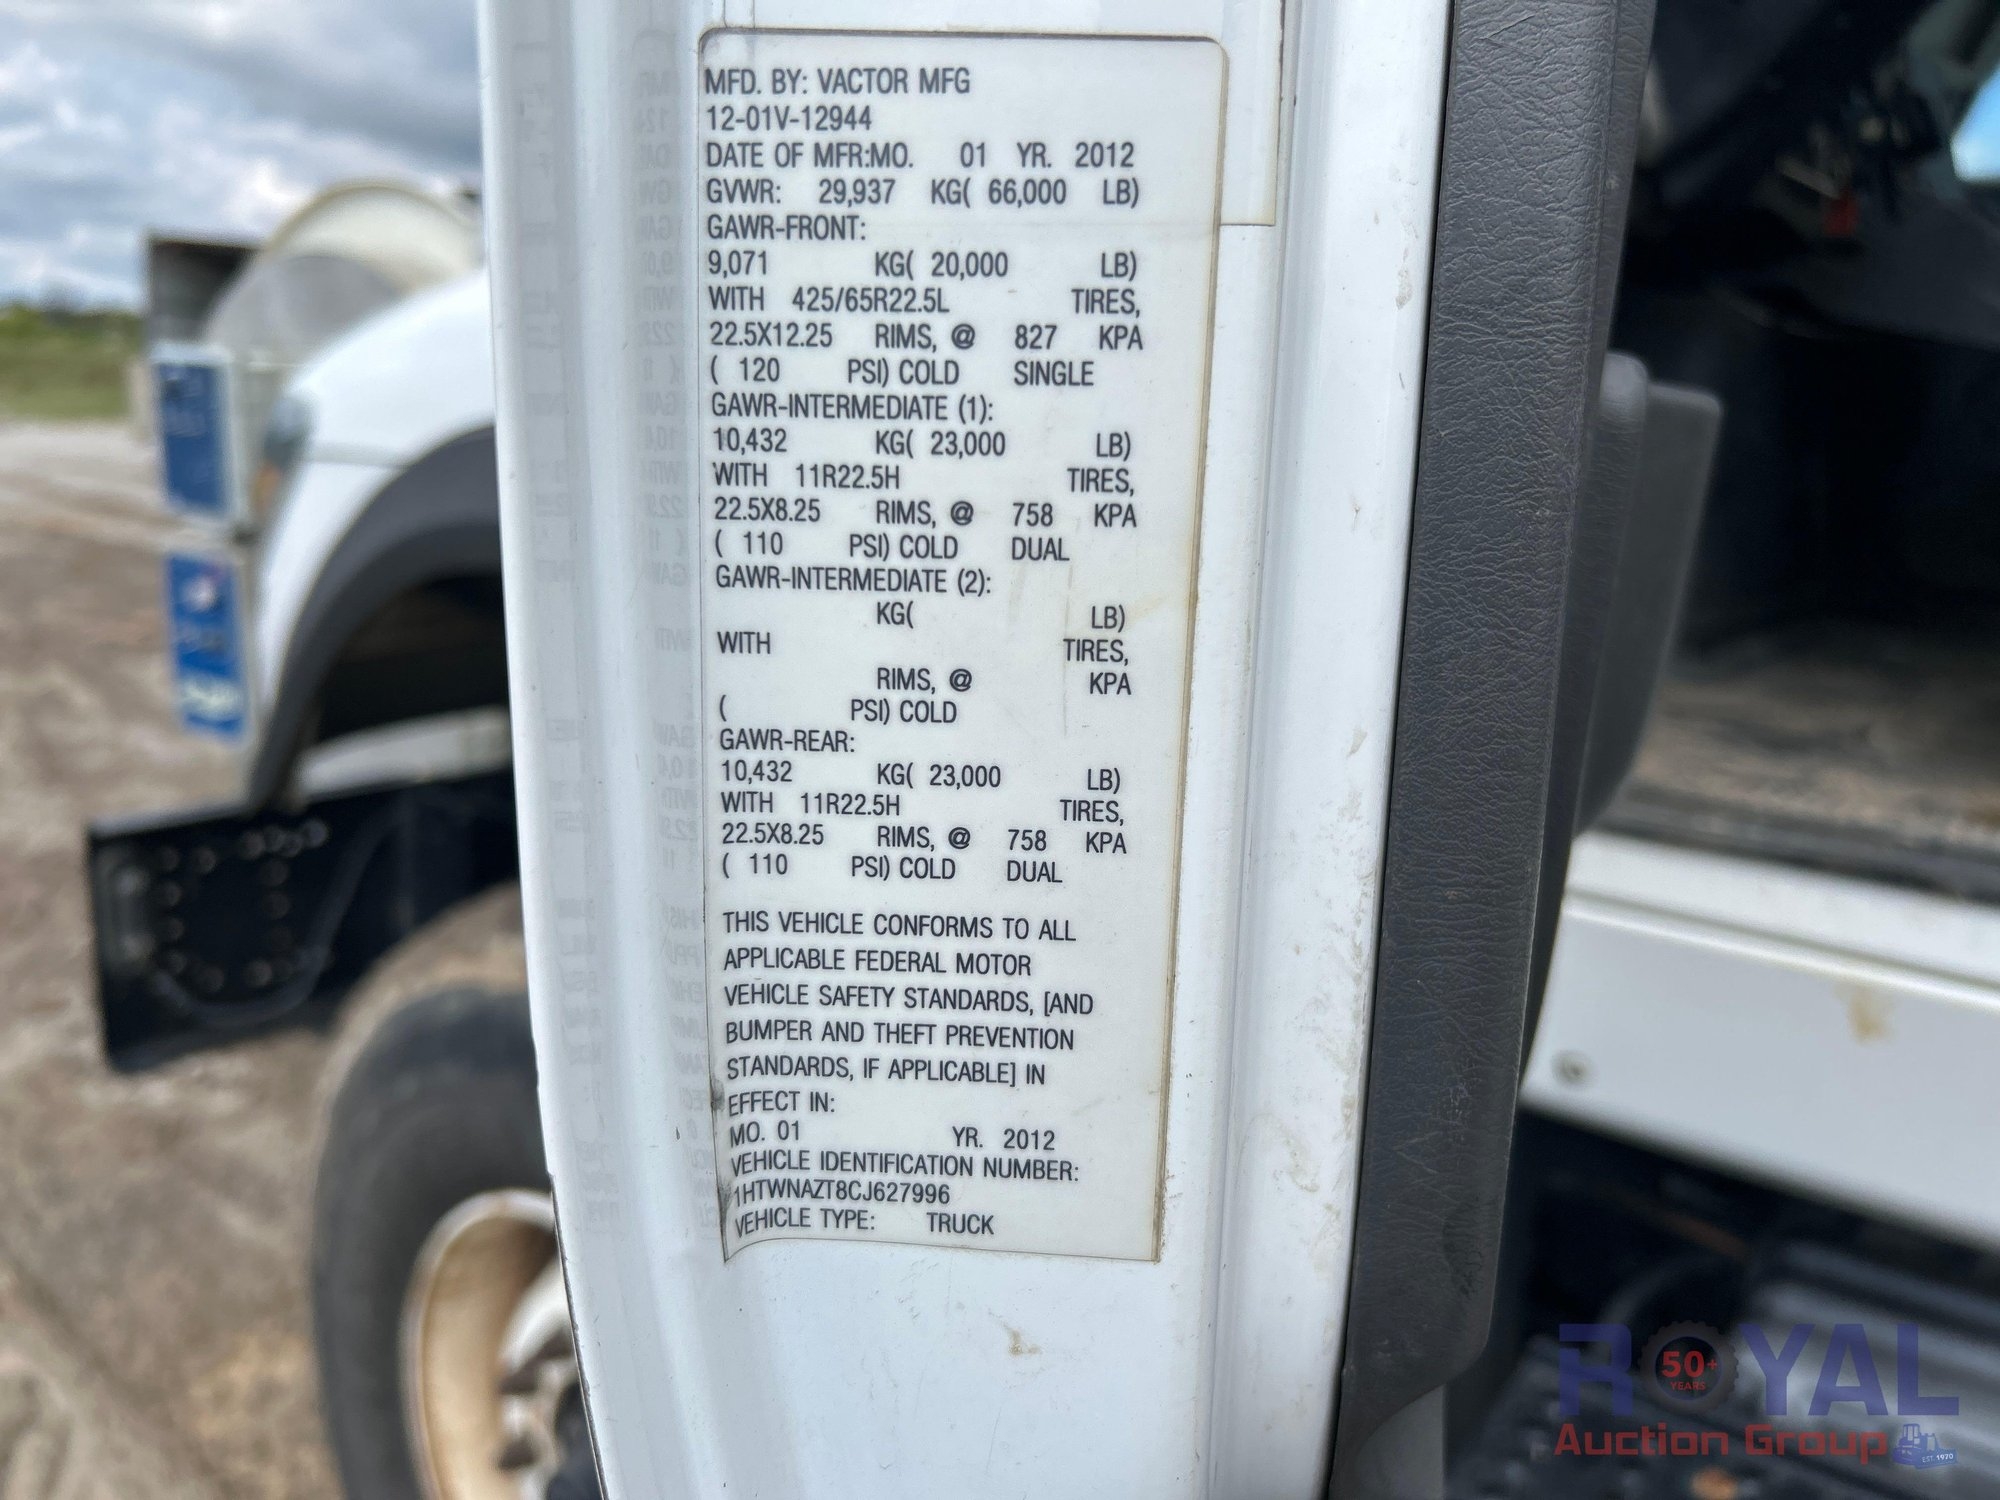 MFD. BY: VACTOR MFG
12-01V-12944
DATE OF MFR:MO. 01 YR. 2012
GVWR: 29,937 KG( 66,000 LB)
GAWR-FRONT:
9,071 KG( 20,000 LB)
WITH 425/65R22.5L TIRES,
22.5X12.25 RIMS, @ 827 KPA
( 120 PSI) COLD SINGLE
GAWR-INTERMEDIATE (1):
10,432 KG( 23,000 LB)
WITH 11R22.5H TIRES,
22.5X8.25 RIMS, @ 758 KPA
( 110 PSI) COLD DUAL
GAWR-INTERMEDIATE (2):
KG( LB)
WITH TIRES,
RIMS, @ KPA
( PSI) COLD
GAWR-REAR:
10,432 KG( 23,000 LB)
WITH 11R22.5H TIRES,
22.5X8.25 RIMS, @ 758 KPA
( 110 PSI) COLD DUAL
THIS VEHICLE CONFORMS TO ALL
APPLICABLE FEDERAL MOTOR
VEHICLE SAFETY STANDARDS, [AND
BUMPER AND THEFT PREVENTION
STANDARDS, IF APPLICABLE] IN
EFFECT IN:
MO. 01 YR. 2012
VEHICLE IDENTIFICATION NUMBER:
1HTWNAZT8CJ627996
VEHICLE TYPE: TRUCK
ROYAL
50+
YEARS
Auction Group
EST. 1970